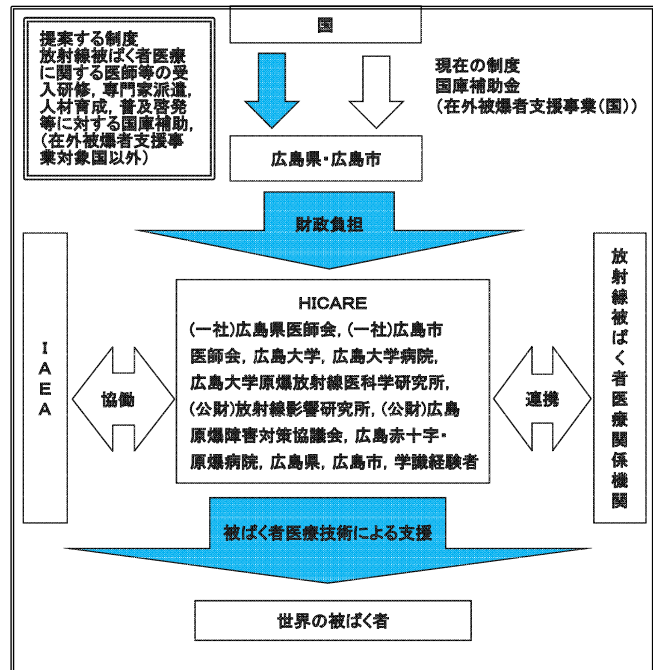 国
提案する制度
放射線被ばく者医療
に関する医師等の受
入研修，専門家派遣，
人材育成，普及啓発
等に対する国庫補助，
（在外被爆者支援事
業対象国以外）
現在の制度
国庫補助金
（在外被爆者支援事業（国））
広島県・広島市
財政負担
IAEA
協働
HICARE
（一社）広島県医師会，（一社）広島市
医師会，広島大学，広島大学病院，
広島大学原爆放射線医科学研究所，
（公財）放射線影響研究所，（公財）広島
原爆障害対策協議会，広島赤十字・
原爆病院，広島県，広島市，学識経験者
連携
放射線被ばく者医療関係機関
被ばく者医療技術による支援
世界の被ばく者